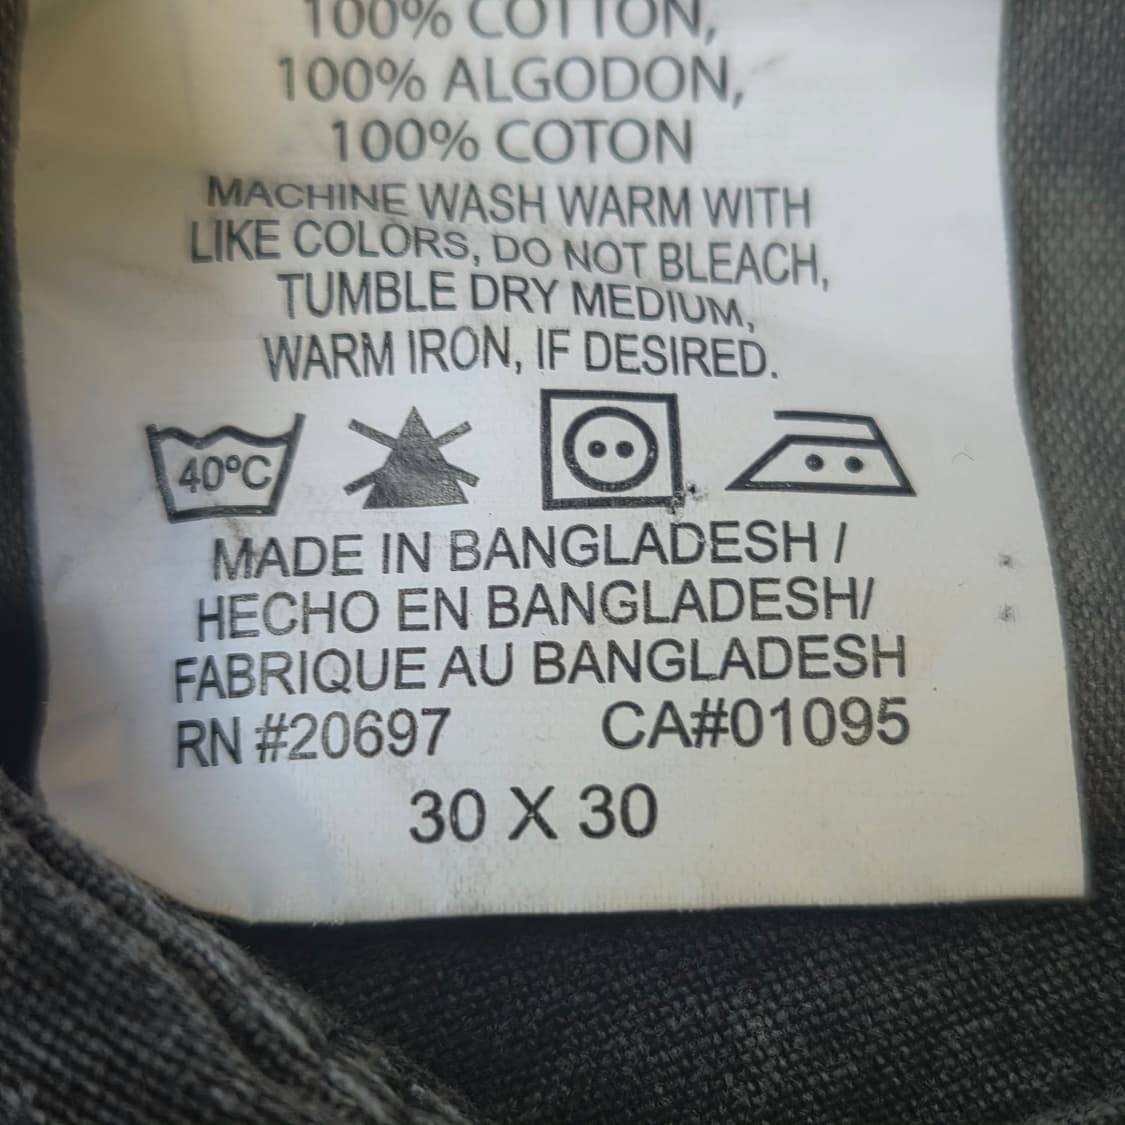 100% COTTON,
100% ALGODON,
100% COTON
MACHINE WASH WARM WITH
LIKE COLORS, DO NOT BLEACH,
TUMBLE DRY MEDIUM,
WARM IRON, IF DESIRED.
40ºC
MADE IN BANGLADESH /
HECHO EN BANGLADESH/
FABRIQUE AU BANGLADESH
RN #20697 CA#01095
30 X 30